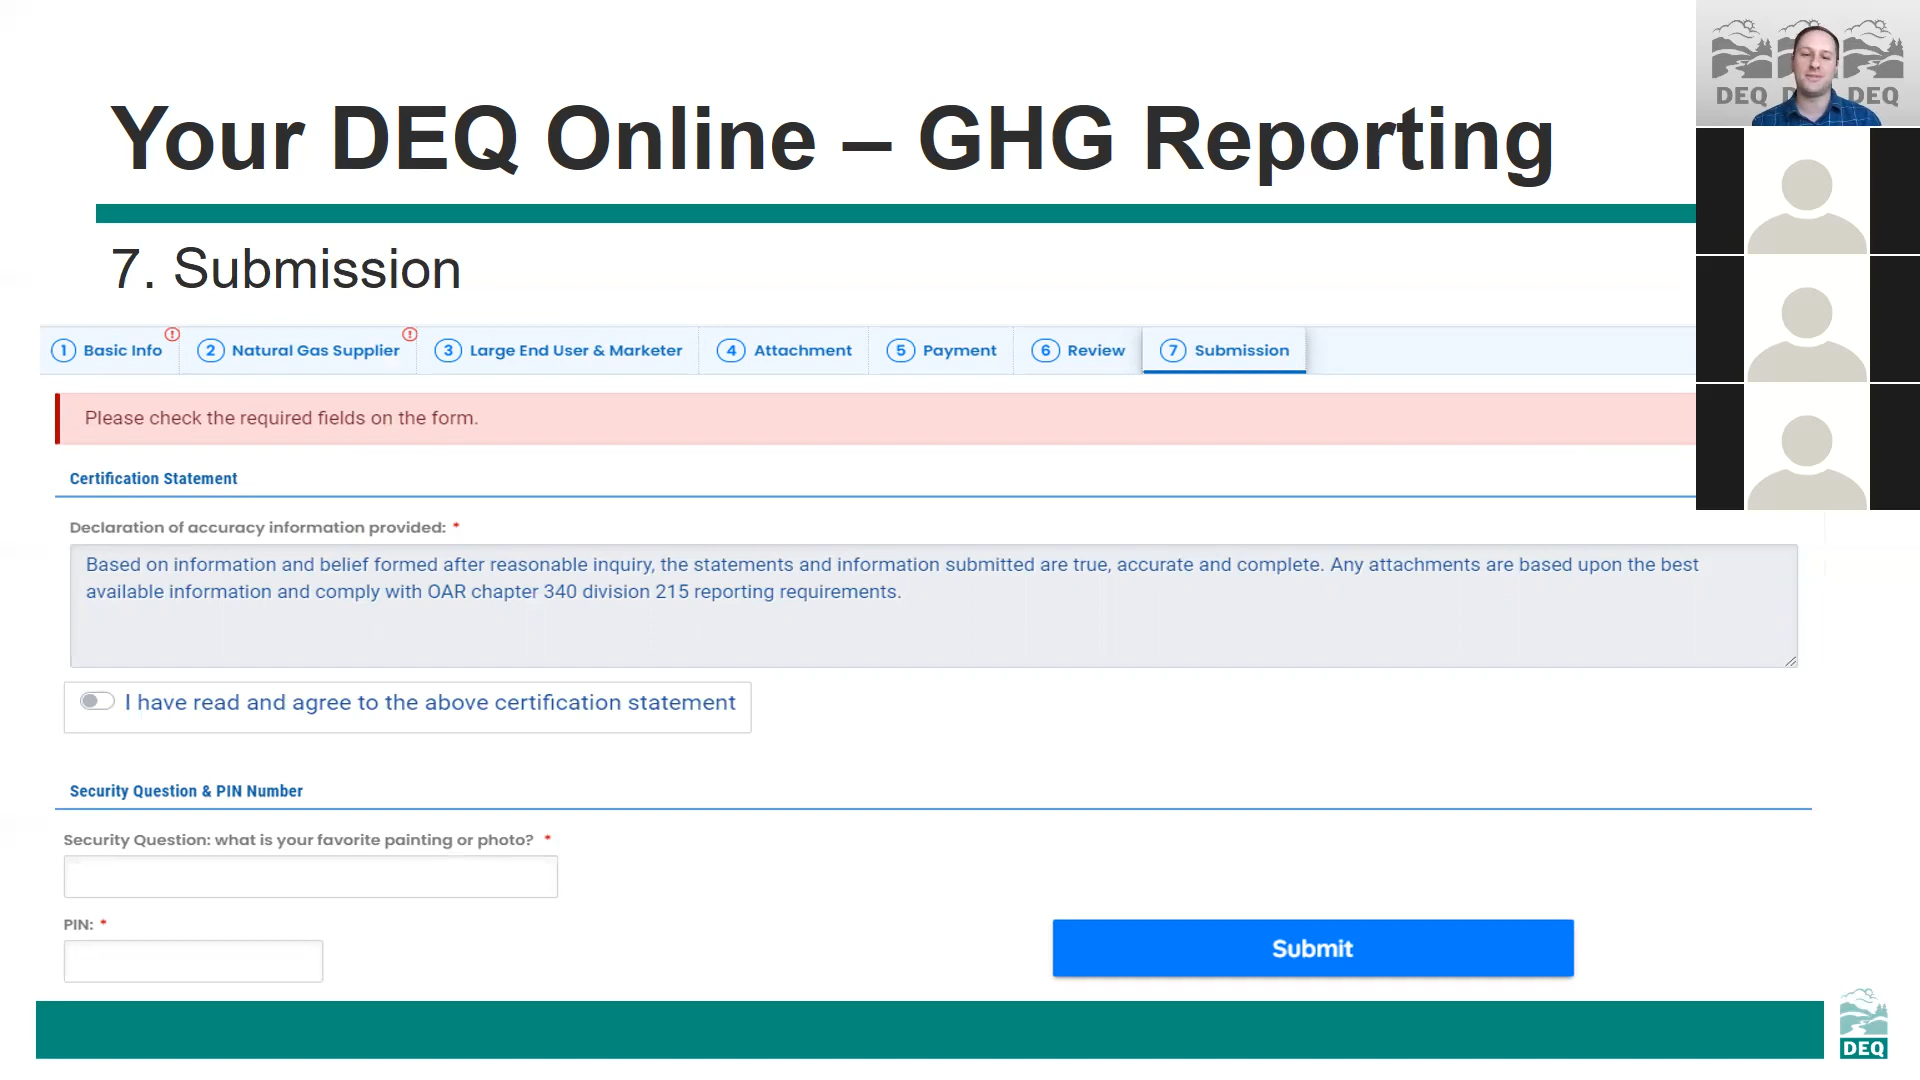 Your DEQ Online – GHG Reporting
DEQ D DEQ
7. Submission
1 Basic Info ! 2 Natural Gas Supplier ! 3 Large End User & Marketer 4 Attachment 5 Payment 6 Review 7 Submission
Please check the required fields on the form.
Certification Statement
Declaration of accuracy information provided: *
Based on information and belief formed after reasonable inquiry, the statements and information submitted are true, accurate and complete. Any attachments are based upon the best
available information and comply with OAR chapter 340 division 215 reporting requirements.
I have read and agree to the above certification statement
Security Question & PIN Number
Security Question: what is your favorite painting or photo? *
PIN: *
Submit
DEQ